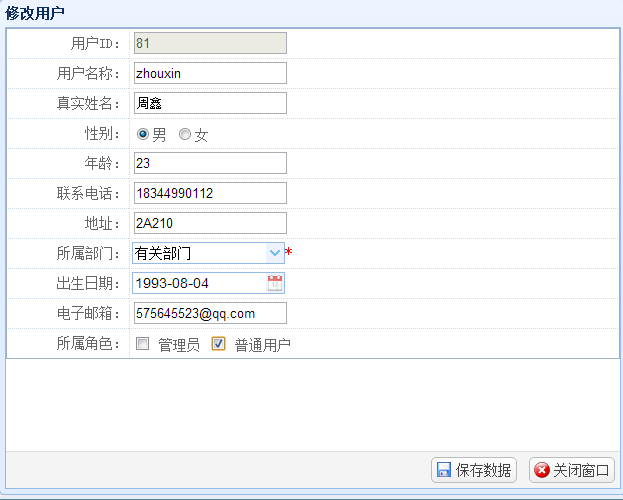 修改用户
用户ID： 81
用户名称： zhouxin
真实姓名： 周鑫
性别： 男 女
年龄： 23
联系电话： 18344990112
地址： 2A210
所属部门： 有关部门 *
出生日期： 1993-08-04
电子邮箱： 575645523@qq.com
所属角色： 管理员 普通用户
保存数据 关闭窗口